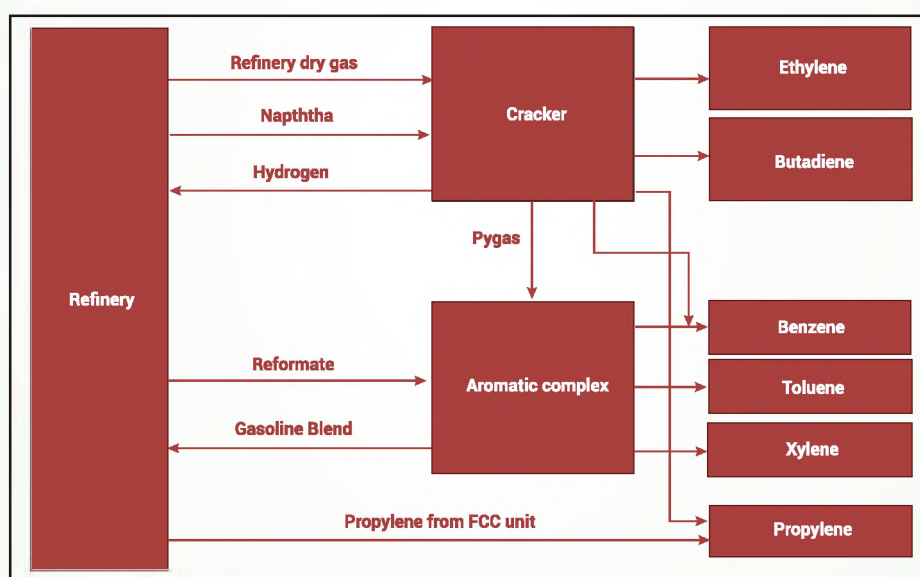 Refinery dry gas
Napththa
Hydrogen
Cracker
Ethylene
Butadiene
Pygas
Refinery
Reformate
Gasoline Blend
Aromatic complex
Benzene
Toluene
Xylene
Propylene from FCC unit
Propylene